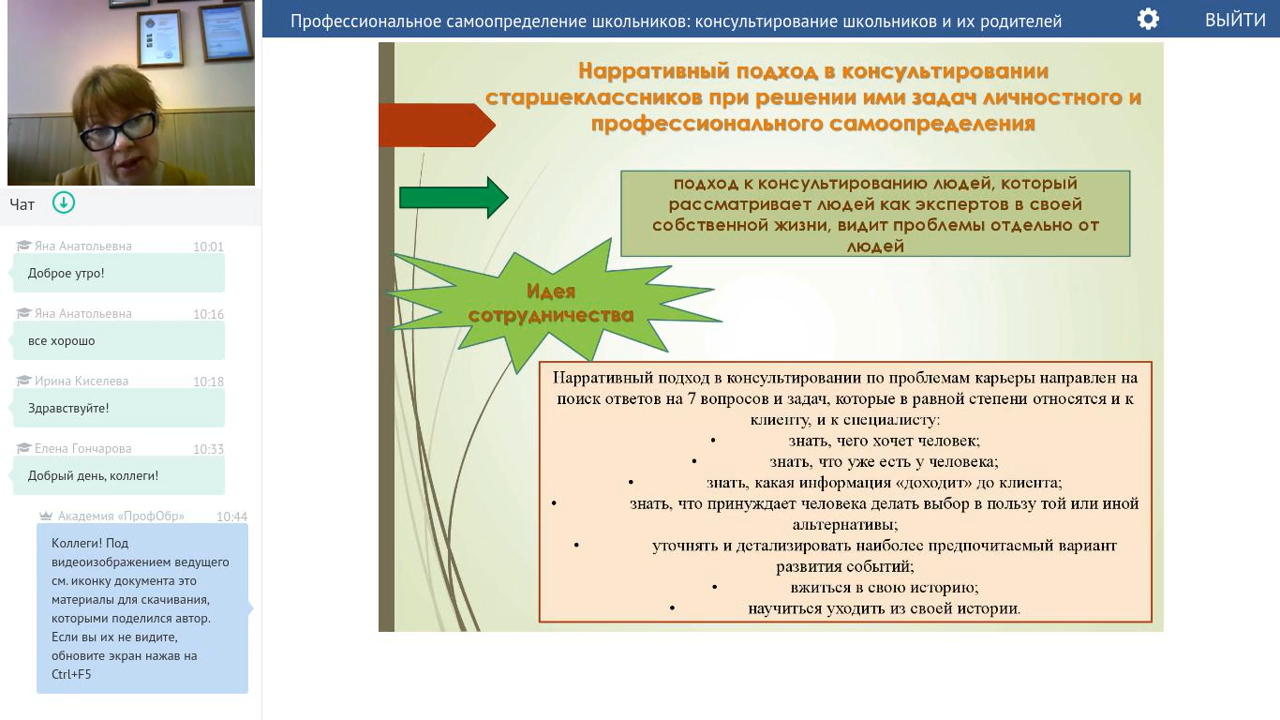 Профессиональное самоопределение школьников: консультирование школьников и их родителей
ВЫЙТИ
Чат
Яна Анатольевна 10:01
Доброе утро!
Яна Анатольевна 10:16
все хорошо
Ирина Киселева 10:18
Здравствуйте!
Елена Гончарова 10:33
Добрый день, коллеги!
Академия «ПрофОбр» 10:44
Коллеги! Под
видеоизображением ведущего
см. иконку документа это
материалы для скачивания,
которыми поделился автор.
Если вы их не видите,
обновите экран нажав на
Ctrl+F5
Нарративный подход в консультировании
старшеклассников при решении ими задач личностного и
профессионального самоопределения
подход к консультированию людей, который
рассматривает людей как экспертов в своей
собственной жизни, видит проблемы отдельно от
людей
Идея
сотрудничества
Нарративный подход в консультировании по проблемам карьеры направлен на
поиск ответов на 7 вопросов и задач, которые в равной степени относятся и к
клиенту, и к специалисту:
• знать, чего хочет человек;
• знать, что уже есть у человека;
• знать, какая информация «доходит» до клиента;
• знать, что принуждает человека делать выбор в пользу той или иной
альтернативы;
• уточнять и детализировать наиболее предпочитаемый вариант
развития событий;
• вжиться в свою историю;
• научиться уходить из своей истории.